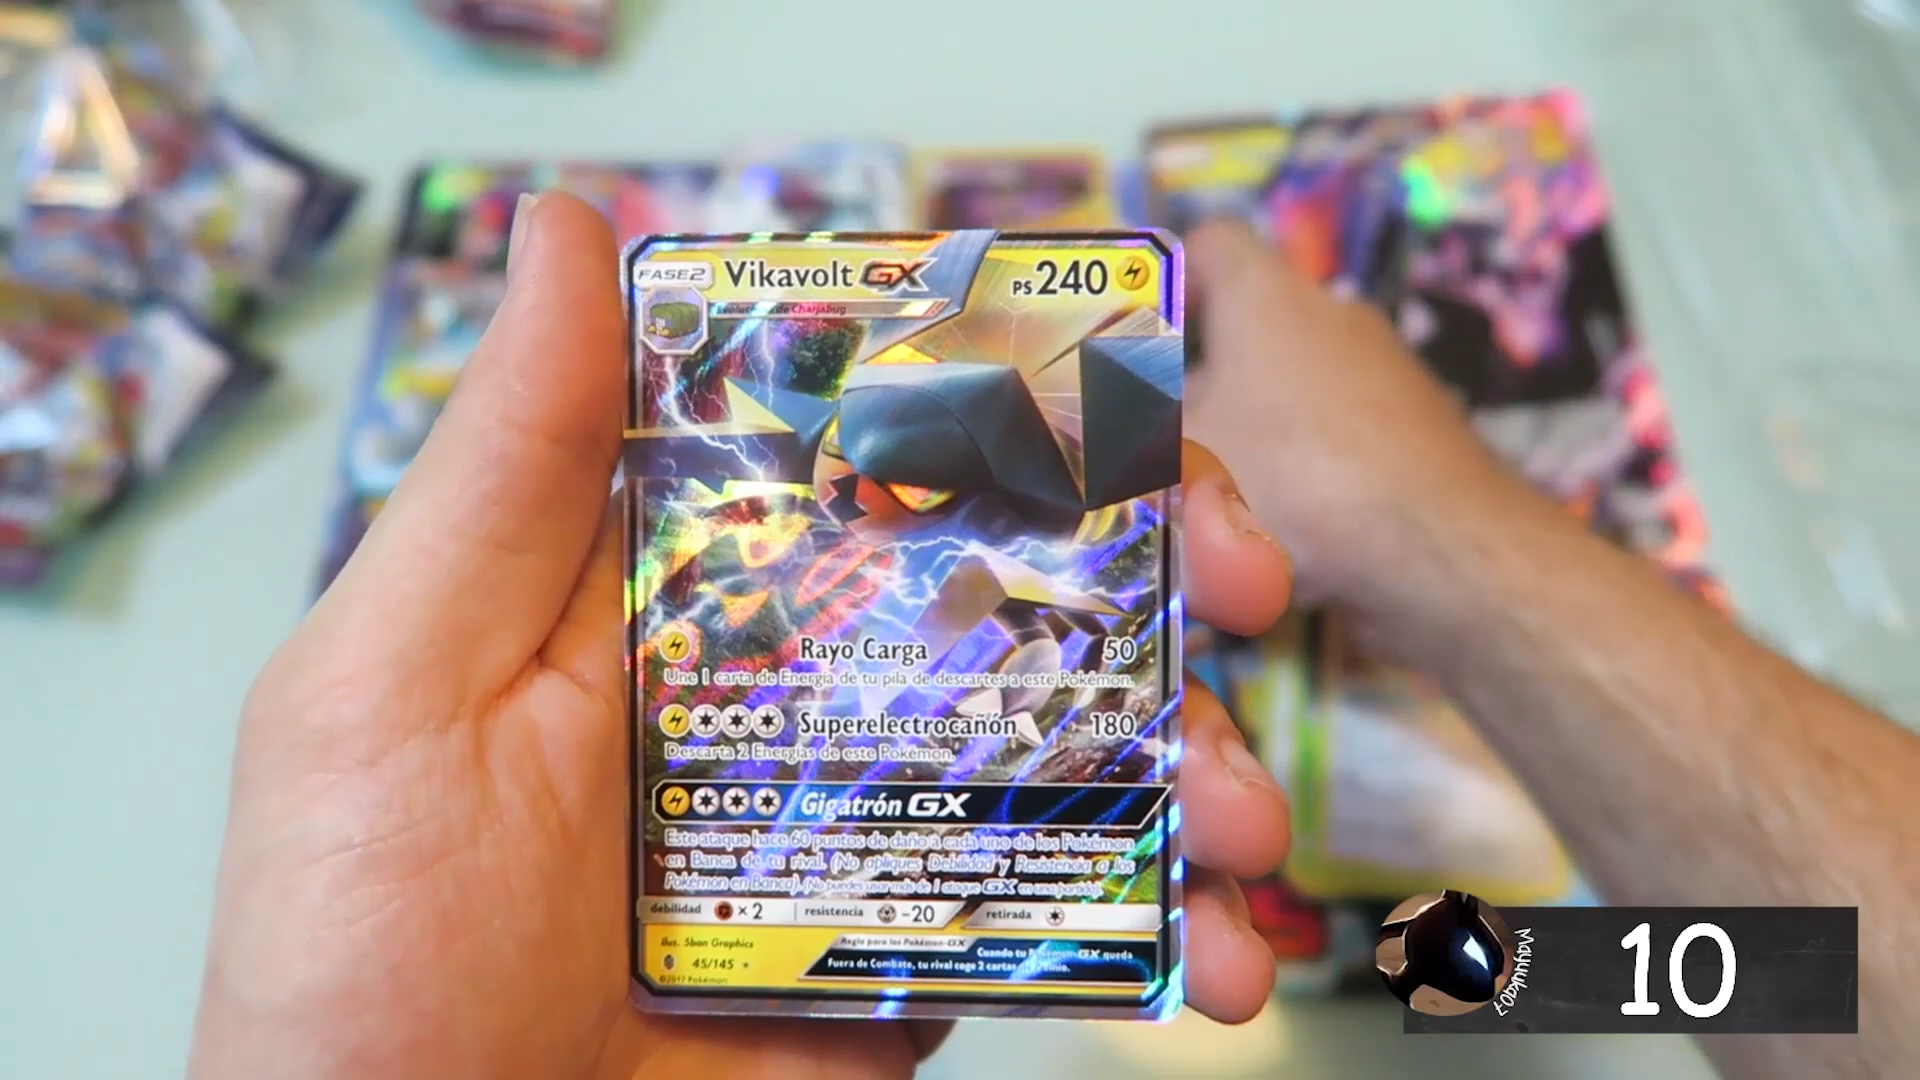 FASE2 Vikavolt GX PS240
Evolución de Charjabug
Rayo Carga 50
Une 1 carta de Energía de tu pila de descartes a este Pokémon.
Superelectrocañón 180
Descarta 2 Energías de este Pokémon.
Gigatrón GX
Este ataque hace 60 puntos de daño a cada uno de los Pokémon
en Banca de tu rival. (No apliques Debilidad y Resistencia a los
Pokémon en Banca). (No puedes usar más de 1 ataque GX en una partida).
debilidad ×2 resistencia -20 retirada
Ilus. 5ban Graphics
Regla para los Pokémon-GX
Cuando tu Pokémon-GX queda
Fuera de Combate, tu rival coge 2 cartas de Premio.
45/145
©2017 Pokémon
Mayyuka07
10